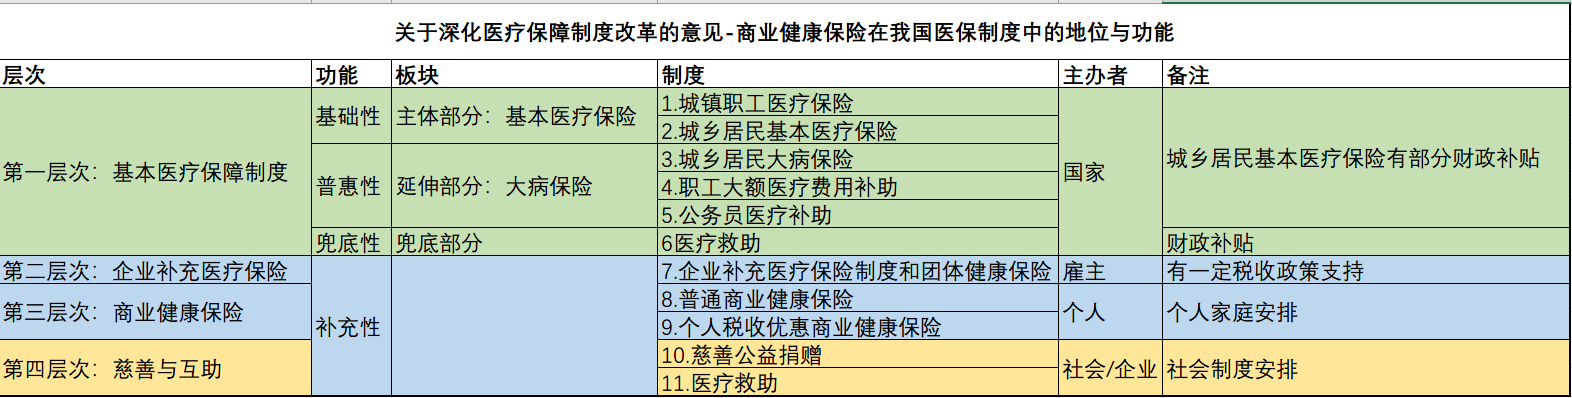 关于深化医疗保障制度改革的意见-商业健康保险在我国医保制度中的地位与功能
层次 功能 板块 制度 主办者 备注
第一层次：基本医疗保障制度 基础性 主体部分：基本医疗保险 1.城镇职工医疗保险 国家 城乡居民基本医疗保险有部分财政补贴
2.城乡居民基本医疗保险
普惠性 延伸部分：大病保险 3.城乡居民大病保险
4.职工大额医疗费用补助
5.公务员医疗补助
兜底性 兜底部分 6医疗救助 财政补贴
第二层次：企业补充医疗保险 补充性 7.企业补充医疗保险制度和团体健康保险 雇主 有一定税收政策支持
第三层次：商业健康保险 8.普通商业健康保险 个人 个人家庭安排
9.个人税收优惠商业健康保险
第四层次：慈善与互助 10.慈善公益捐赠 社会/企业 社会制度安排
11.医疗救助